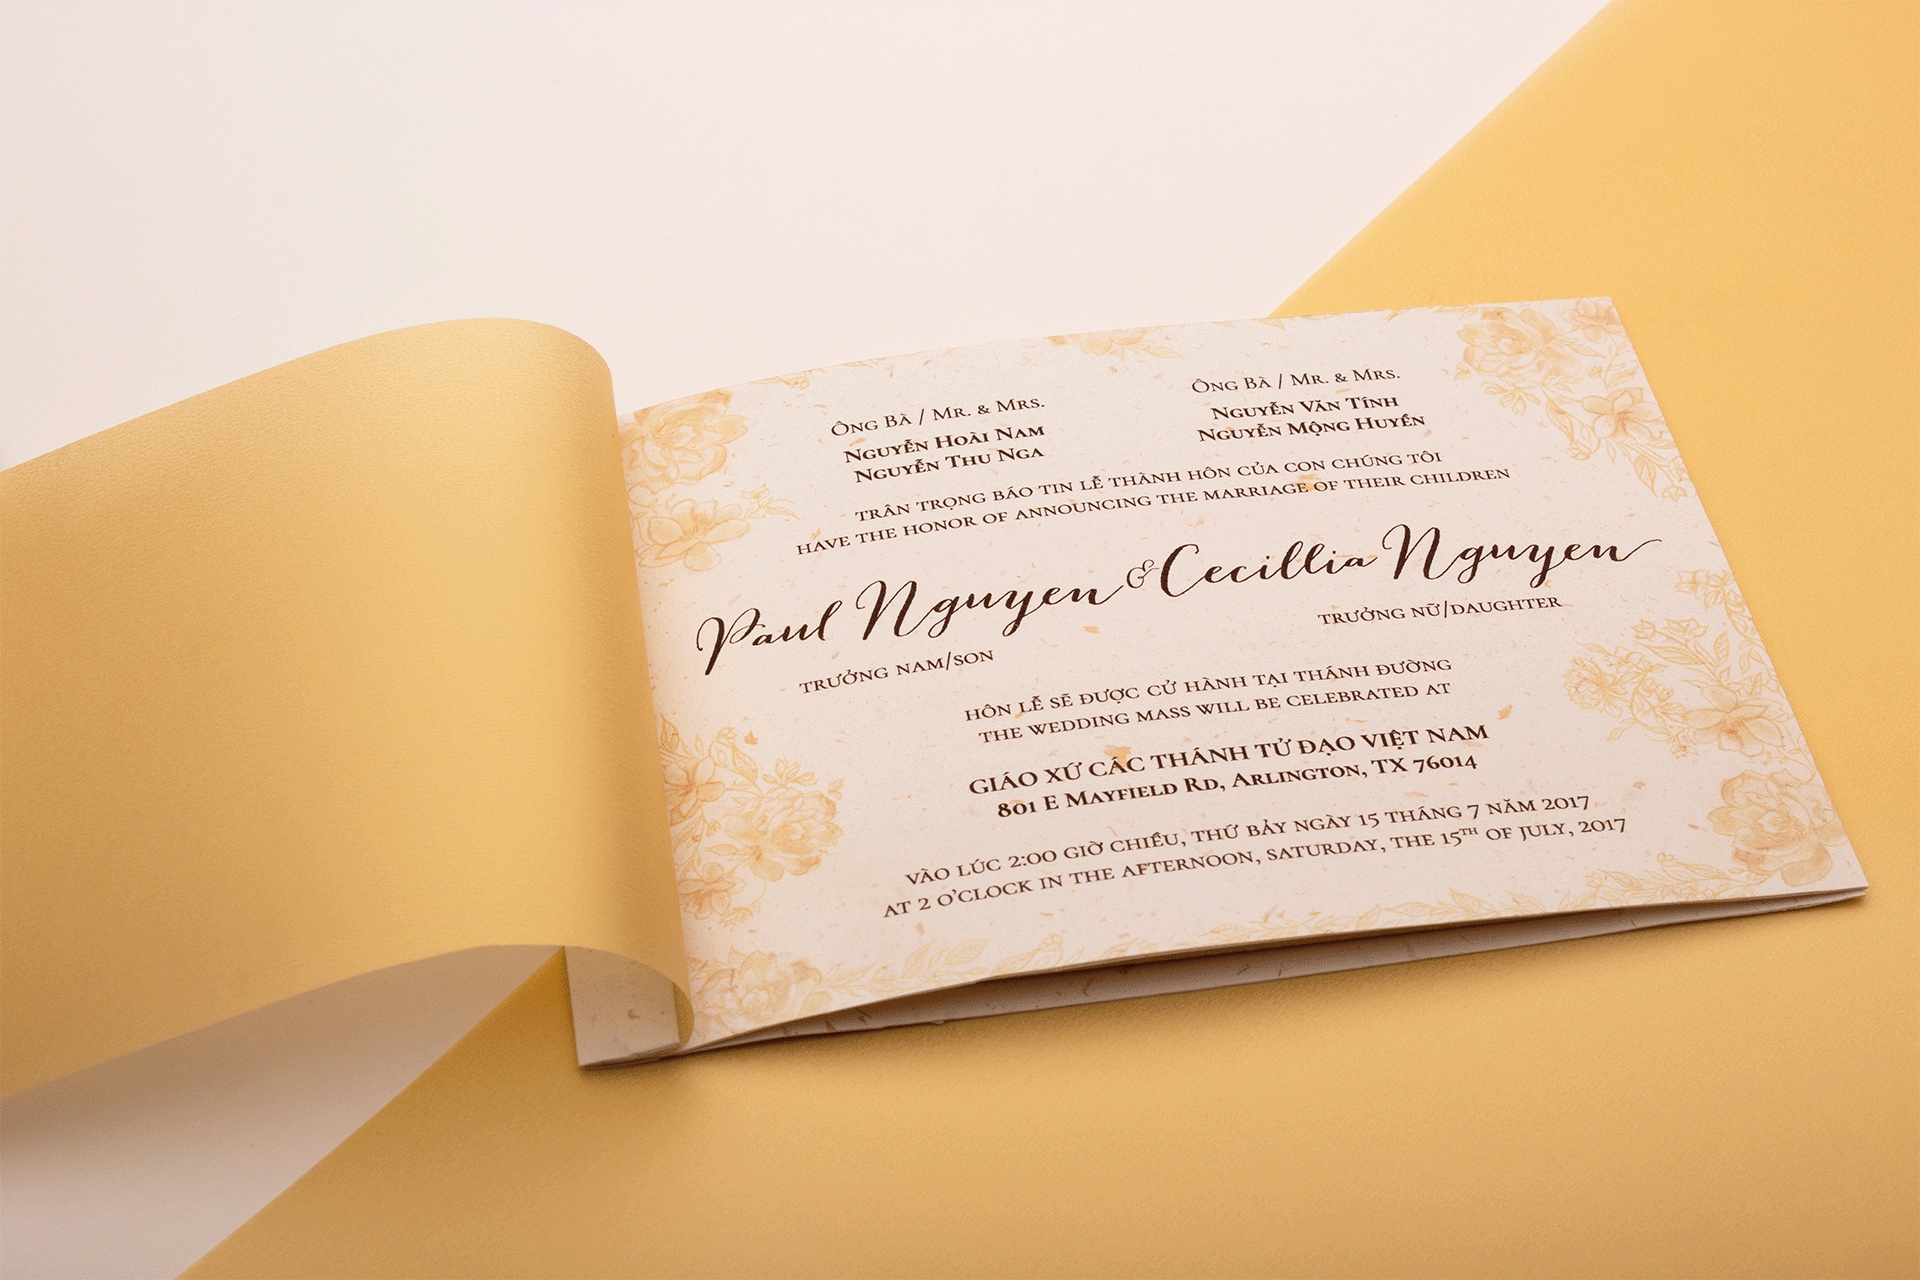 Ông Bà / Mr. & Mrs.
Nguyễn Hoài Nam
Nguyễn Thu Nga
Ông Bà / Mr. & Mrs.
Nguyễn Văn Tính
Nguyễn Mộng Huyền
TRÂN TRỌNG BÁO TIN LỄ THÀNH HÔN CỦA CON CHÚNG TÔI
HAVE THE HONOR OF ANNOUNCING THE MARRIAGE OF THEIR CHILDREN
Paul Nguyen & Cecillia Nguyen
TRƯỞNG NAM/SON
TRƯỞNG NỮ/DAUGHTER
HÔN LỄ SẼ ĐƯỢC CỬ HÀNH TẠI THÁNH ĐƯỜNG
THE WEDDING MASS WILL BE CELEBRATED AT
GIÁO XỨ CÁC THÁNH TỬ ĐẠO VIỆT NAM
801 E Mayfield Rd, Arlington, TX 76014
VÀO LÚC 2:00 GIỜ CHIỀU, THỨ BẢY NGÀY 15 THÁNG 7 NĂM 2017
AT 2 O'CLOCK IN THE AFTERNOON, SATURDAY, THE 15TH OF JULY, 2017